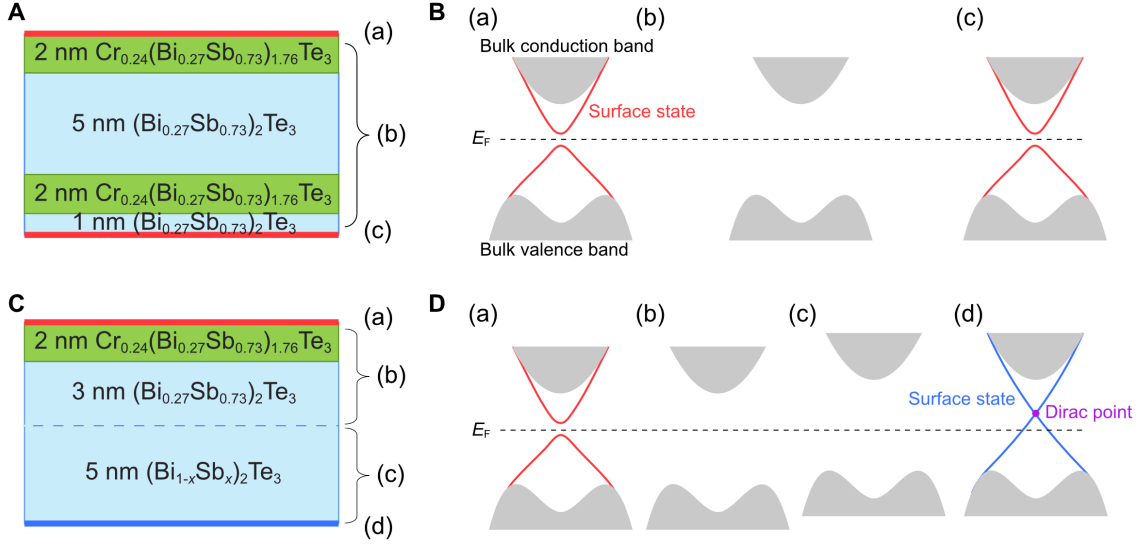 A
(a)
2 nm Cr0.24(Bi0.27Sb0.73)1.76Te3
5 nm (Bi0.27Sb0.73)2Te3
(b)
2 nm Cr0.24(Bi0.27Sb0.73)1.76Te3
1 nm (Bi0.27Sb0.73)2Te3
(c)
B
(a)
(b)
(c)
Bulk conduction band
Surface state
EF
Bulk valence band
C
(a)
2 nm Cr0.24(Bi0.27Sb0.73)1.76Te3
(b)
3 nm (Bi0.27Sb0.73)2Te3
5 nm (Bi1-xSbx)2Te3
(c)
(d)
D
(a)
(b)
(c)
(d)
Surface state
Dirac point
EF